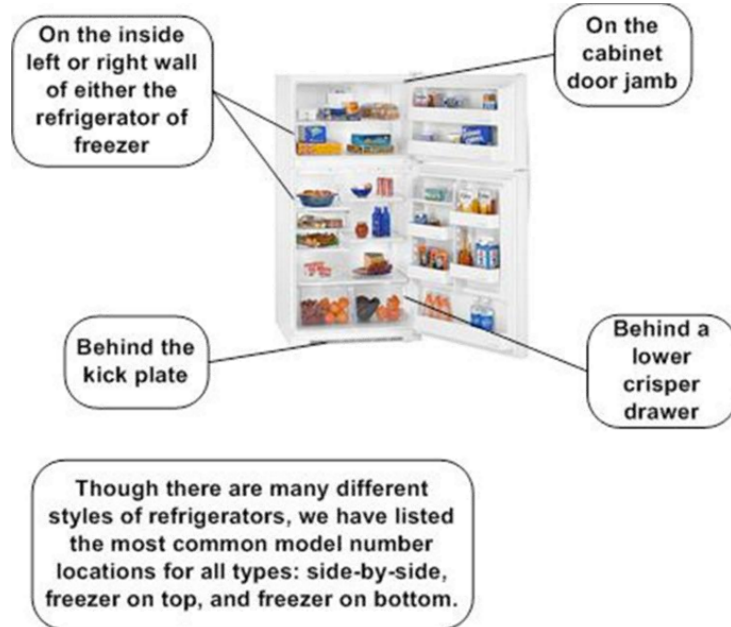 On the inside
left or right wall
of either the
refrigerator of
freezer
On the
cabinet
door jamb
Behind the
kick plate
Behind a
lower
crisper
drawer
Though there are many different
styles of refrigerators, we have listed
the most common model number
locations for all types: side-by-side,
freezer on top, and freezer on bottom.